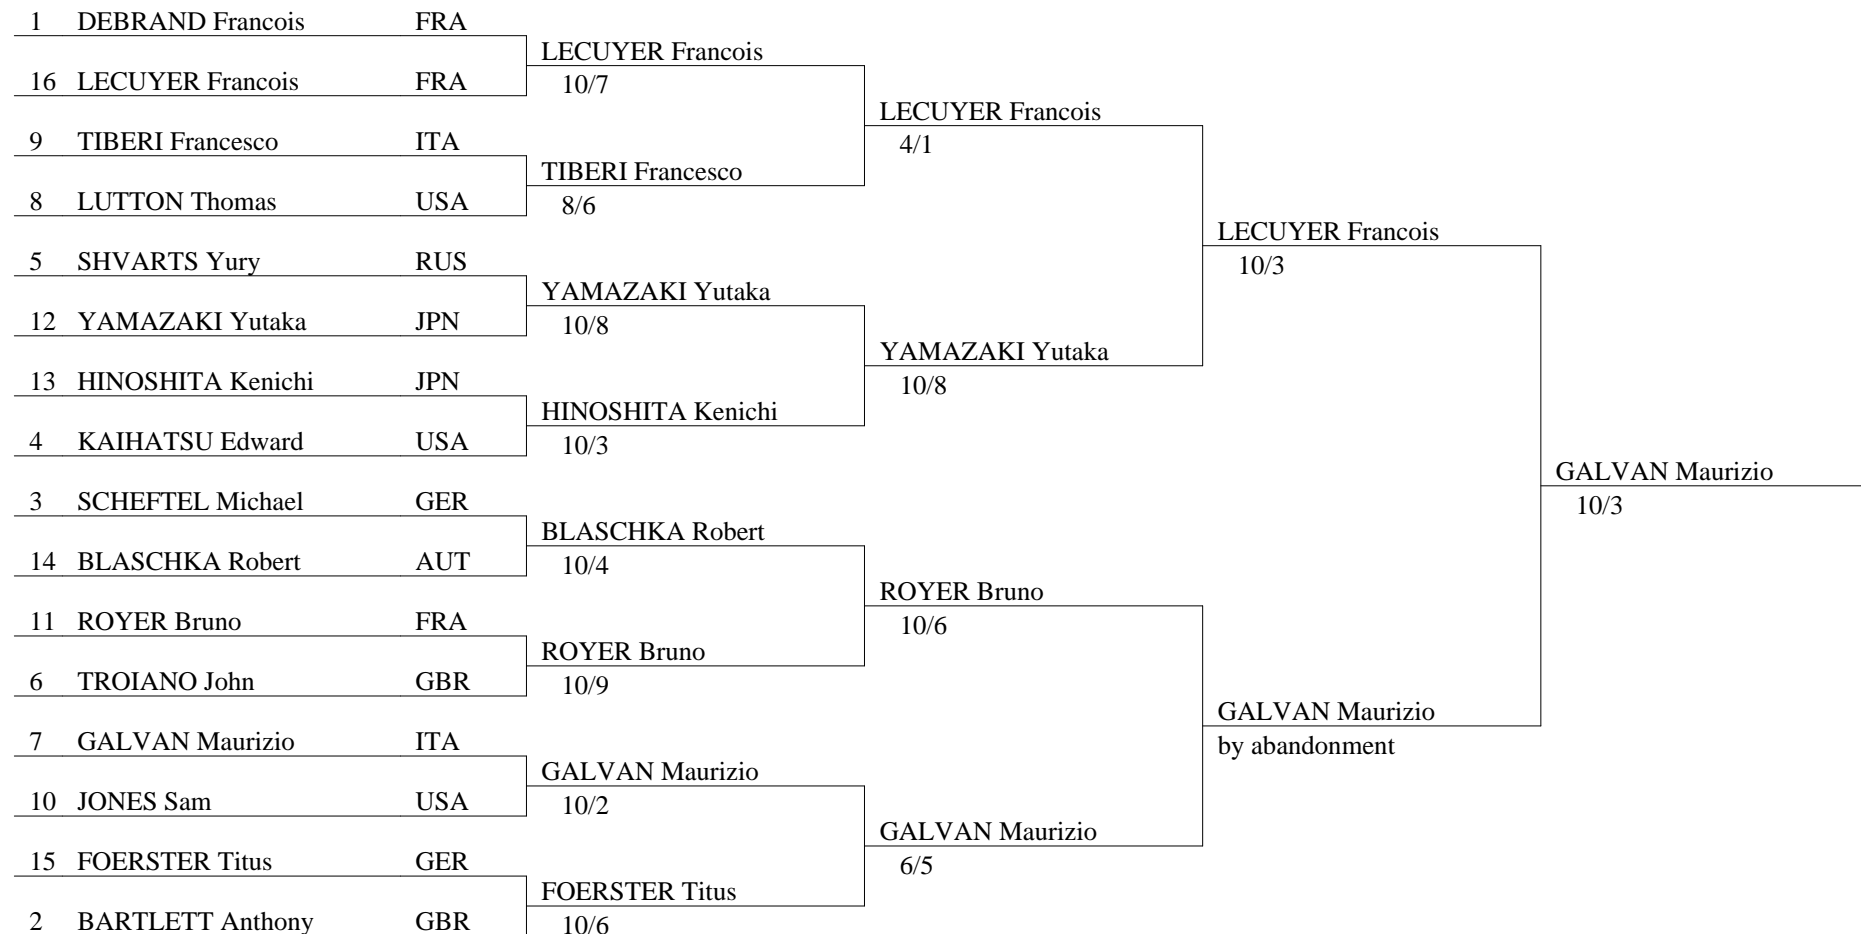 1 DEBRAND Francois FRA
LECUYER Francois
16 LECUYER Francois FRA
10/7
LECUYER Francois
9 TIBERI Francesco ITA
4/1
TIBERI Francesco
8 LUTTON Thomas USA
8/6
LECUYER Francois
5 SHVARTS Yury RUS
10/3
YAMAZAKI Yutaka
12 YAMAZAKI Yutaka JPN
10/8
YAMAZAKI Yutaka
13 HINOSHITA Kenichi JPN
10/8
HINOSHITA Kenichi
4 KAIHATSU Edward USA
10/3
GALVAN Maurizio
3 SCHEFTEL Michael GER
10/3
BLASCHKA Robert
14 BLASCHKA Robert AUT
10/4
ROYER Bruno
11 ROYER Bruno FRA
10/6
ROYER Bruno
6 TROIANO John GBR
10/9
GALVAN Maurizio
7 GALVAN Maurizio ITA
by abandonment
GALVAN Maurizio
10 JONES Sam USA
10/2
GALVAN Maurizio
15 FOERSTER Titus GER
6/5
FOERSTER Titus
2 BARTLETT Anthony GBR
10/6